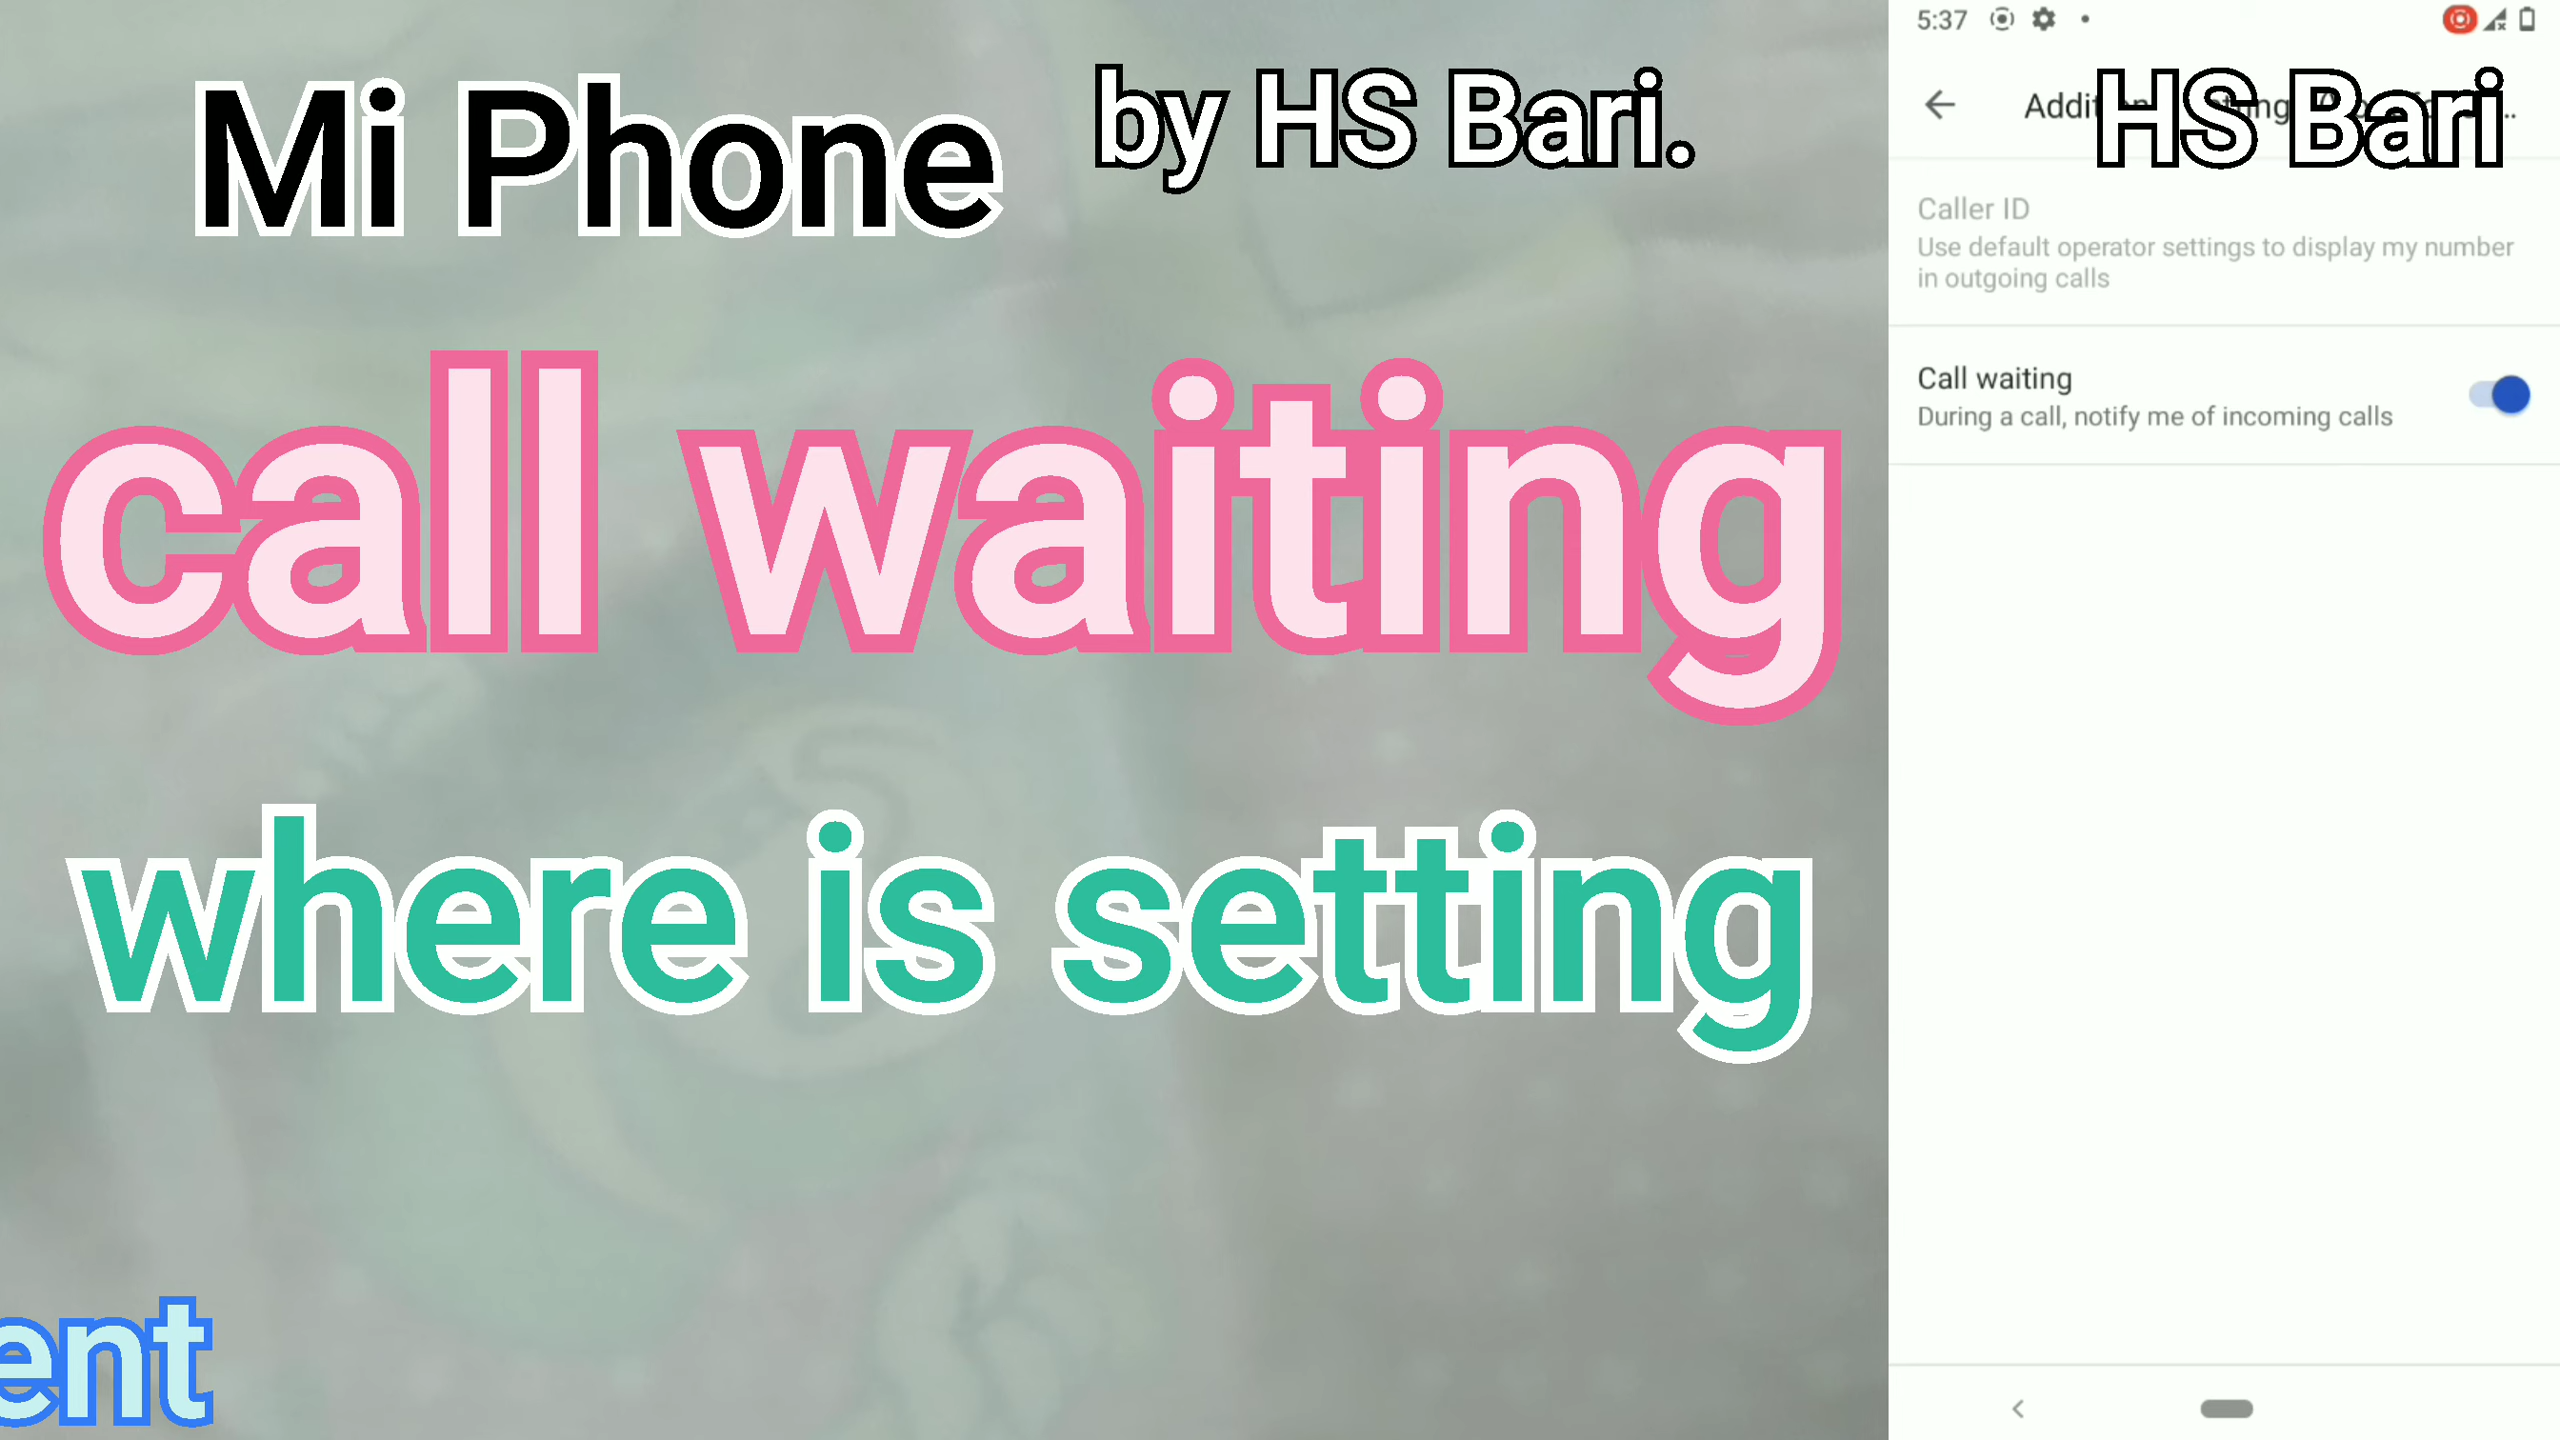 Mi Phone
by HS Bari.
call waiting
where is setting
ent
5:37
HS Bari
Caller ID
Use default operator settings to display my number
in outgoing calls
Call waiting
During a call, notify me of incoming calls